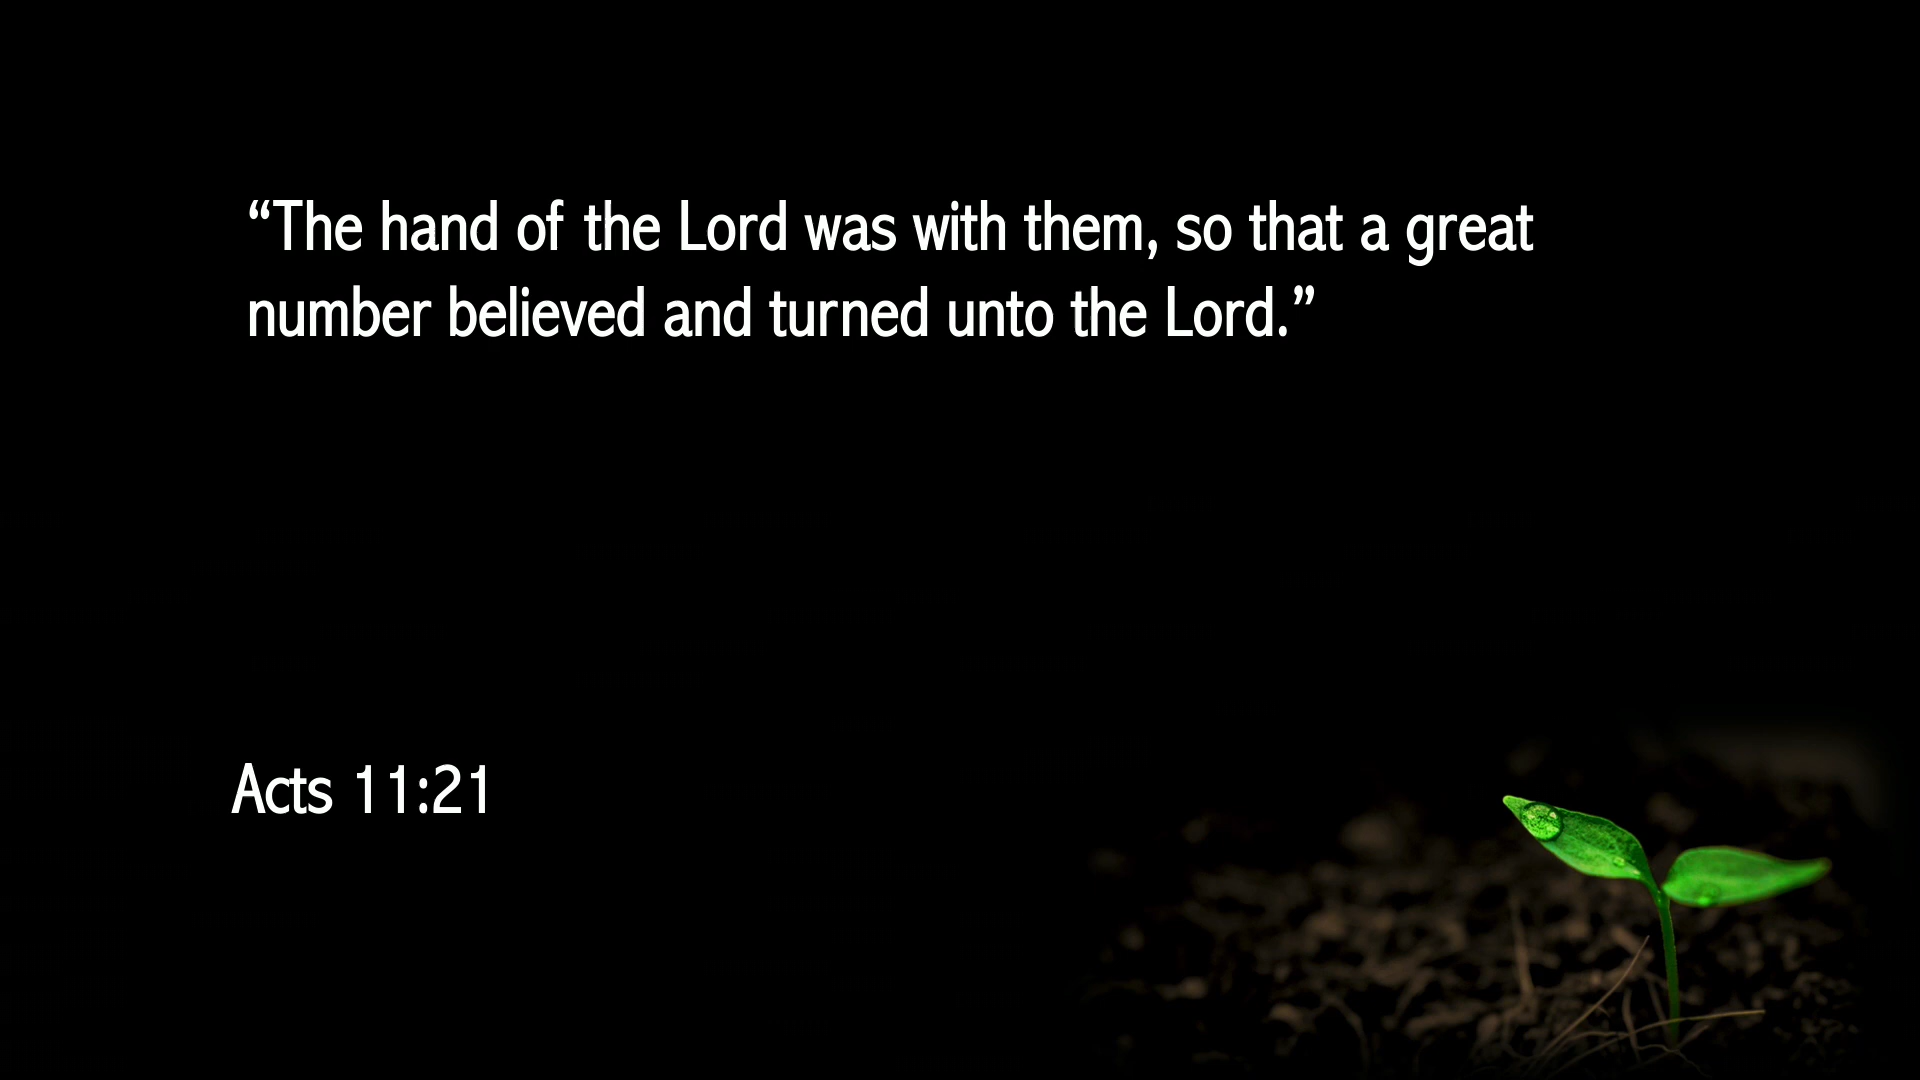 “The hand of the Lord was with them, so that a great
number believed and turned unto the Lord.”
Acts 11:21